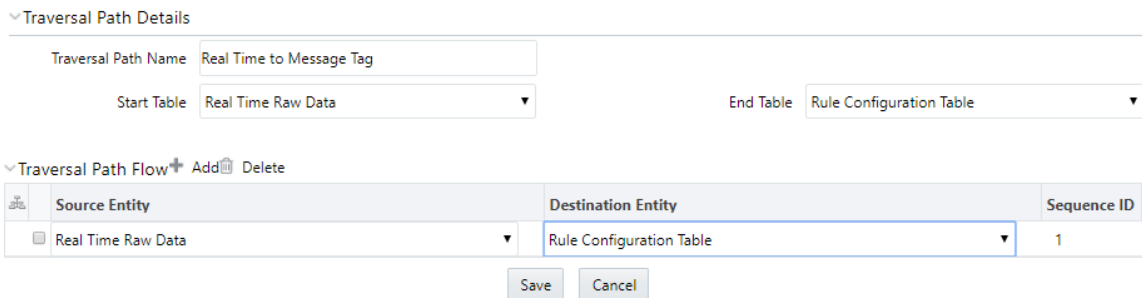 Traversal Path Details
Traversal Path Name Real Time to Message Tag
Start Table Real Time Raw Data End Table Rule Configuration Table
Traversal Path Flow Add Delete
Source Entity Destination Entity Sequence ID
Real Time Raw Data Rule Configuration Table 1
Save Cancel